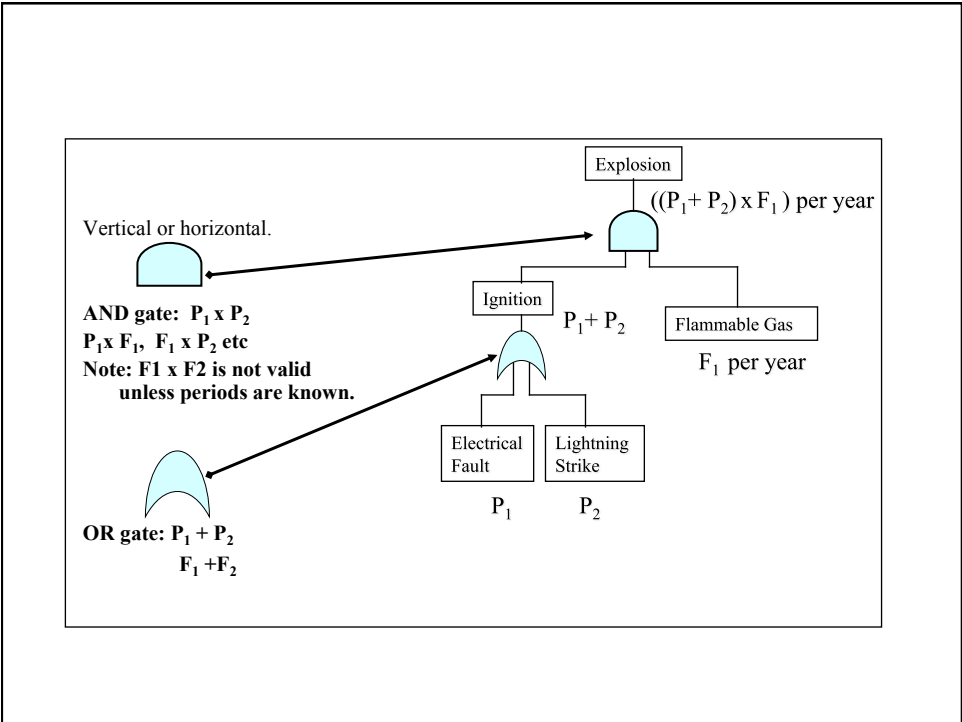 Explosion
((P₁+ P₂) x F₁ ) per year
Vertical or horizontal.
AND gate: P₁ x P₂
P₁x F₁, F₁ x P₂ etc
Note: F1 x F2 is not valid
unless periods are known.
Ignition
P₁+ P₂
Flammable Gas
F₁ per year
Electrical
Fault
Lightning
Strike
P₁
P₂
OR gate: P₁ + P₂
F₁ +F₂